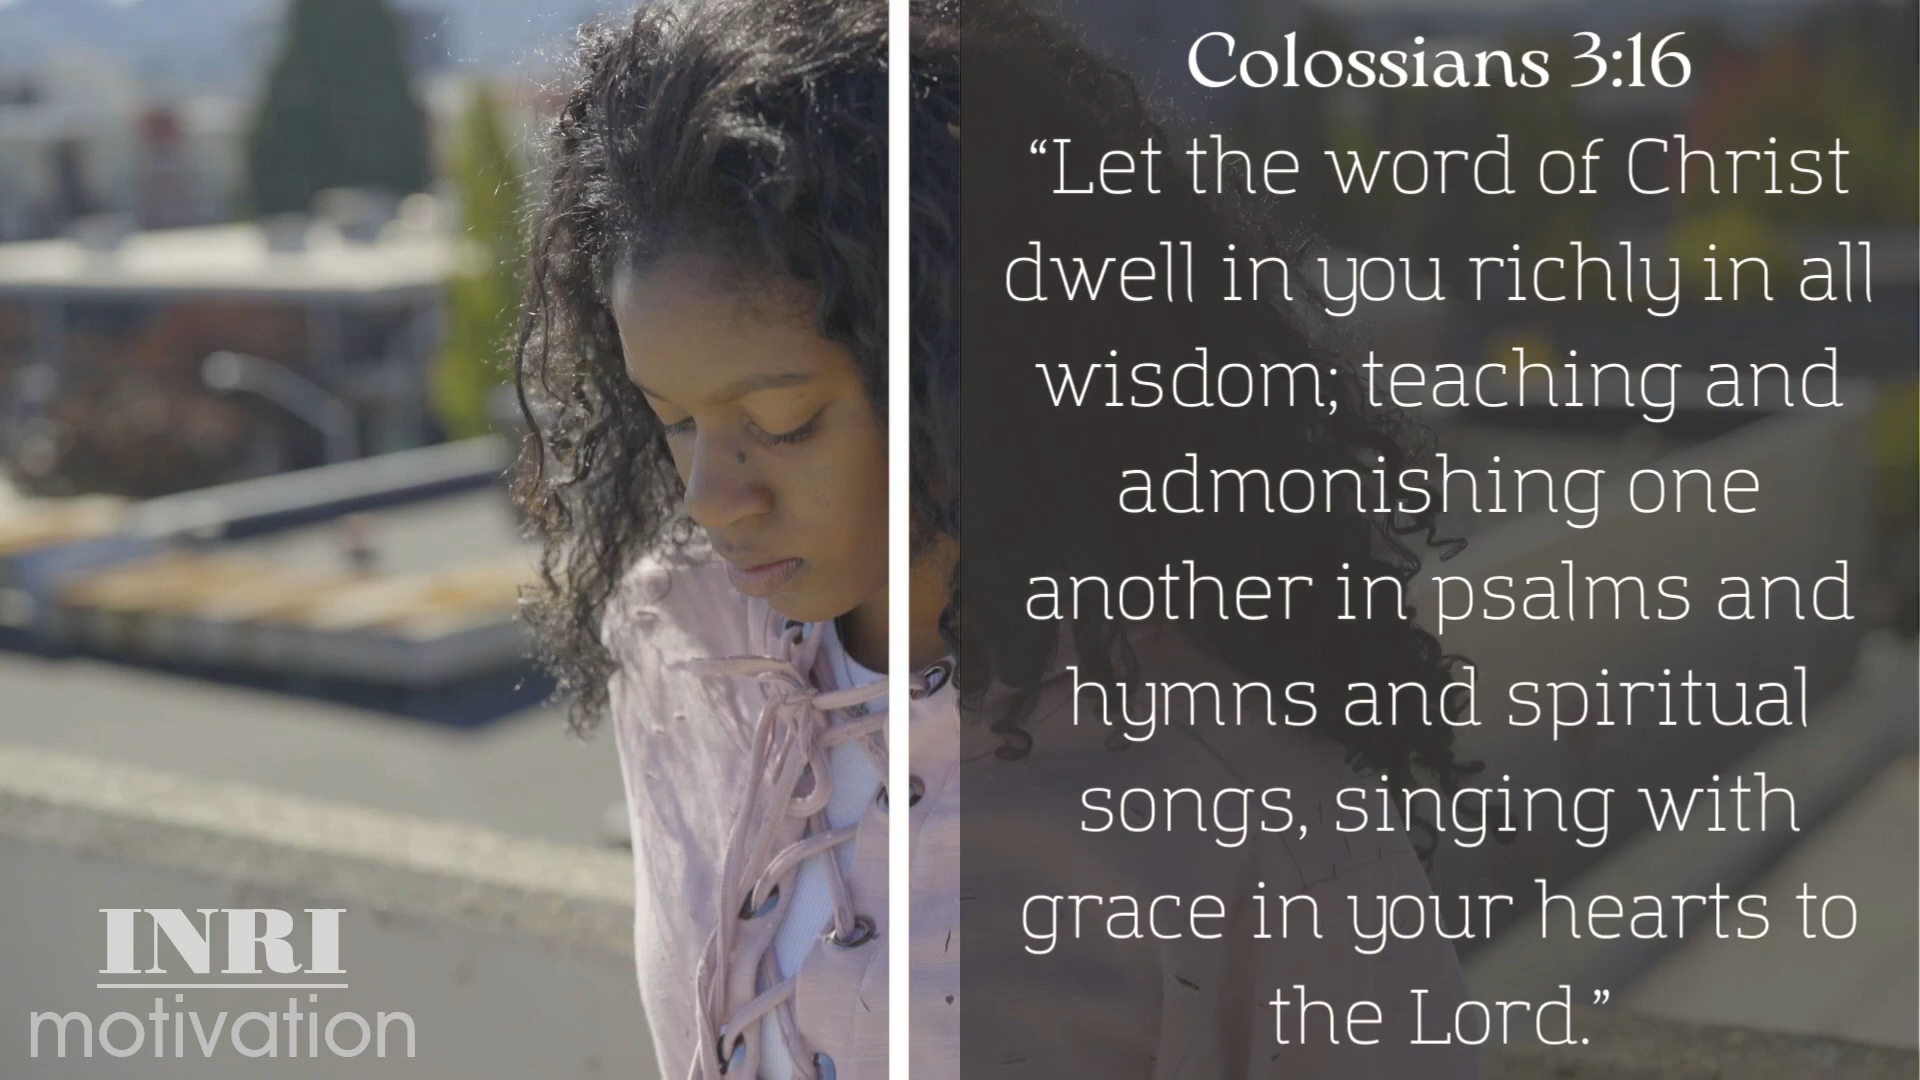 Colossians 3:16
“Let the word of Christ
dwell in you richly in all
wisdom; teaching and
admonishing one
another in psalms and
hymns and spiritual
songs, singing with
grace in your hearts to
the Lord.”
INRI
motivation